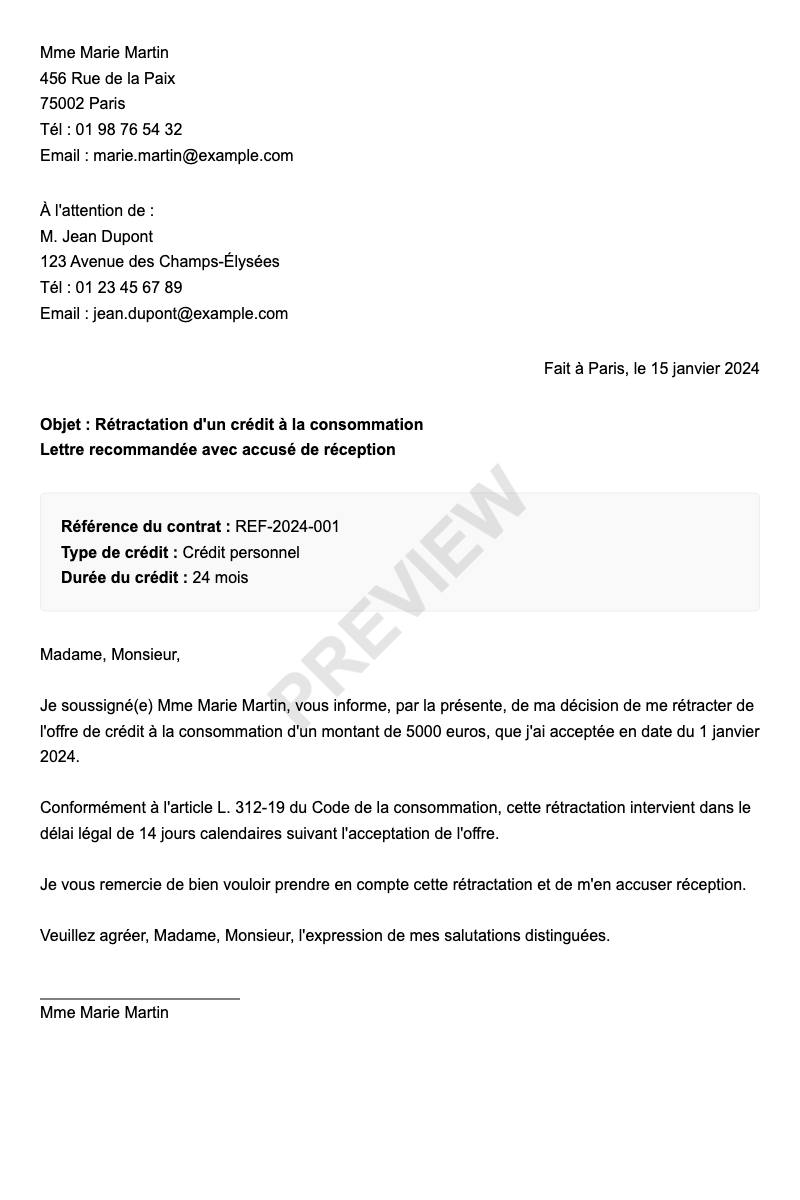 Mme Marie Martin
456 Rue de la Paix
75002 Paris
Tél : 01 98 76 54 32
Email : marie.martin@example.com
À l'attention de :
M. Jean Dupont
123 Avenue des Champs-Élysées
Tél : 01 23 45 67 89
Email : jean.dupont@example.com
Fait à Paris, le 15 janvier 2024
Objet : Rétractation d'un crédit à la consommation
Lettre recommandée avec accusé de réception
Référence du contrat : REF-2024-001
Type de crédit : Crédit personnel
Durée du crédit : 24 mois
PREVIEW
Madame, Monsieur,
Je soussigné(e) Mme Marie Martin, vous informe, par la présente, de ma décision de me rétracter de
l'offre de crédit à la consommation d'un montant de 5000 euros, que j'ai acceptée en date du 1 janvier
2024.
Conformément à l'article L. 312-19 du Code de la consommation, cette rétractation intervient dans le
délai légal de 14 jours calendaires suivant l'acceptation de l'offre.
Je vous remercie de bien vouloir prendre en compte cette rétractation et de m'en accuser réception.
Veuillez agréer, Madame, Monsieur, l'expression de mes salutations distinguées.
Mme Marie Martin